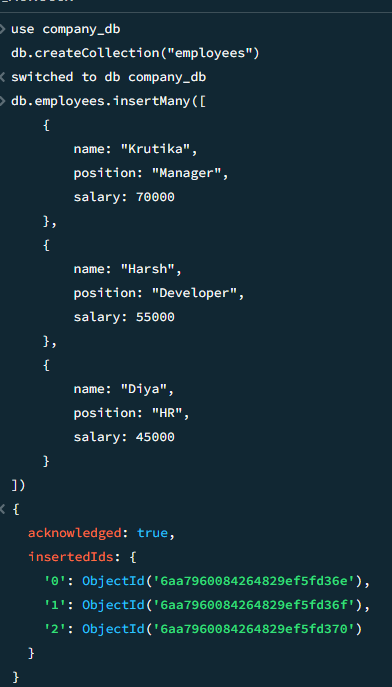 use company_db
db.createCollection("employees")
switched to db company_db
db.employees.insertMany([
    {
        name: "Krutika",
        position: "Manager",
        salary: 70000
    },
    {
        name: "Harsh",
        position: "Developer",
        salary: 55000
    },
    {
        name: "Diya",
        position: "HR",
        salary: 45000
    }
])
{
  acknowledged: true,
  insertedIds: {
    '0': ObjectId('6aa7960084264829ef5fd36e'),
    '1': ObjectId('6aa7960084264829ef5fd36f'),
    '2': ObjectId('6aa7960084264829ef5fd370')
  }
}